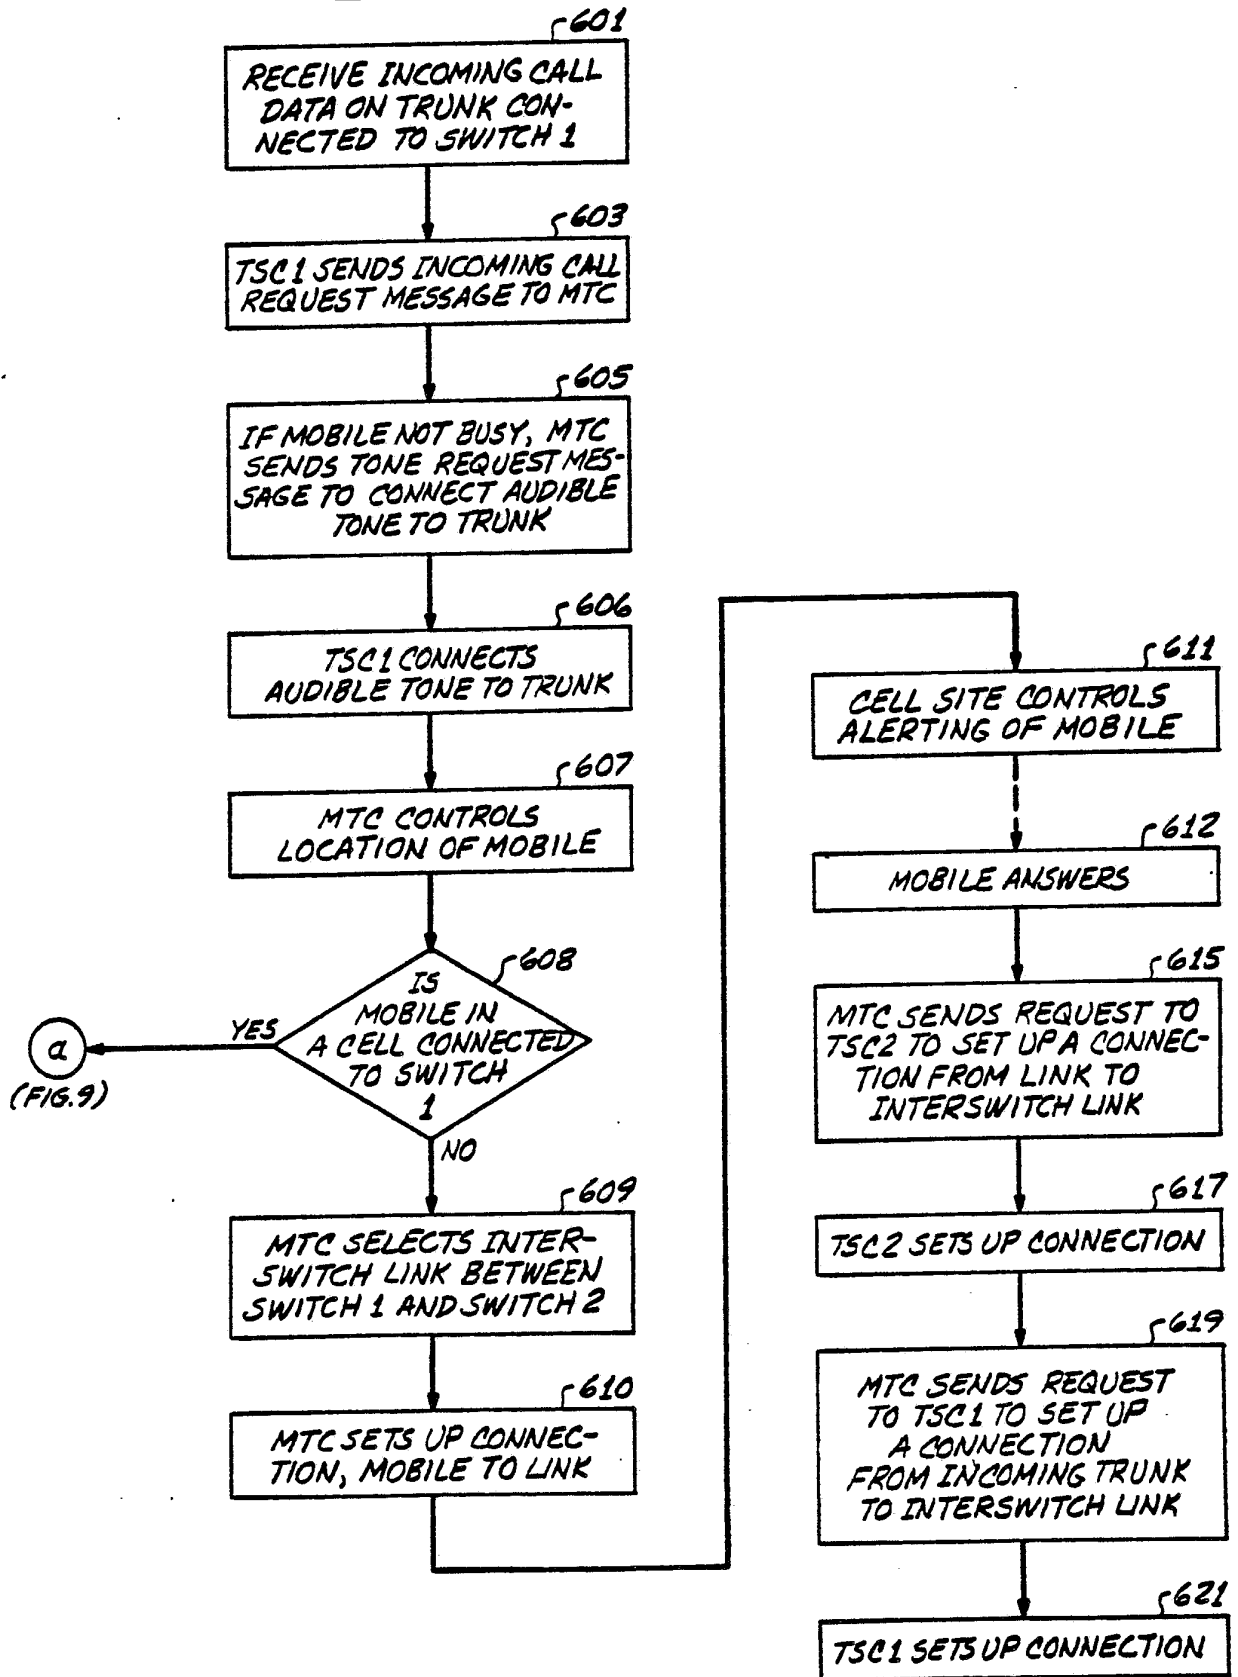 601
RECEIVE INCOMING CALL
DATA ON TRUNK CON-
NECTED TO SWITCH 1
603
TSC1 SENDS INCOMING CALL
REQUEST MESSAGE TO MTC
605
IF MOBILE NOT BUSY, MTC
SENDS TONE REQUEST MES-
SAGE TO CONNECT AUDIBLE
TONE TO TRUNK
606
TSC1 CONNECTS
AUDIBLE TONE TO TRUNK
607
MTC CONTROLS
LOCATION OF MOBILE
608
IS
MOBILE IN
A CELL CONNECTED
TO SWITCH
1
YES
a
(FIG.9)
NO
609
MTC SELECTS INTER-
SWITCH LINK BETWEEN
SWITCH 1 AND SWITCH 2
610
MTC SETS UP CONNEC-
TION, MOBILE TO LINK
611
CELL SITE CONTROLS
ALERTING OF MOBILE
612
MOBILE ANSWERS
615
MTC SENDS REQUEST TO
TSC2 TO SET UP A CONNEC-
TION FROM LINK TO
INTERSWITCH LINK
617
TSC2 SETS UP CONNECTION
619
MTC SENDS REQUEST
TO TSC1 TO SET UP
A CONNECTION
FROM INCOMING TRUNK
TO INTERSWITCH LINK
621
TSC1 SETS UP CONNECTION